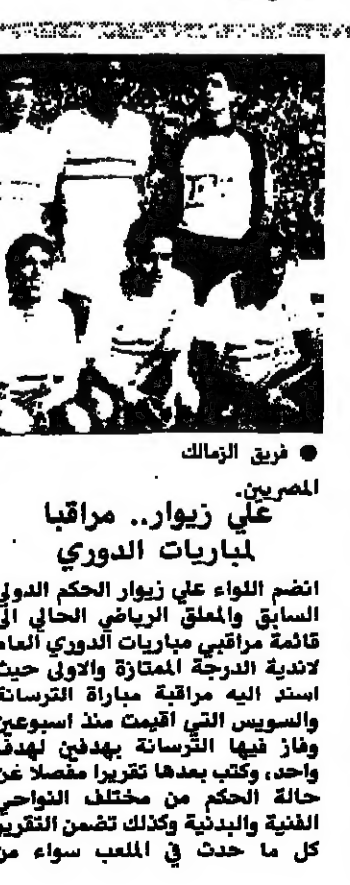 ● فريق الزمالك
المصريين.
علي زيوار.. مراقبا
لمباريات الدوري
انضم اللواء علي زيوار الحكم الدولي
السابق والمعلق الرياضي الحالي الى
قائمة مراقبي مباريات الدوري العام
لاندية الدرجة الممتازة والاولى حيث
اسند اليه مراقبة مباراة الترسانة
والسويس التي اقيمت منذ اسبوعين
وفاز فيها الترسانة بهدفين لهدف
واحد، وكتب بعدها تقريرا مفصلا عن
حالة الحكم من مختلف النواحي
الفنية والبدنية وكذلك تضمن التقرير
كل ما حدث في الملعب سواء من